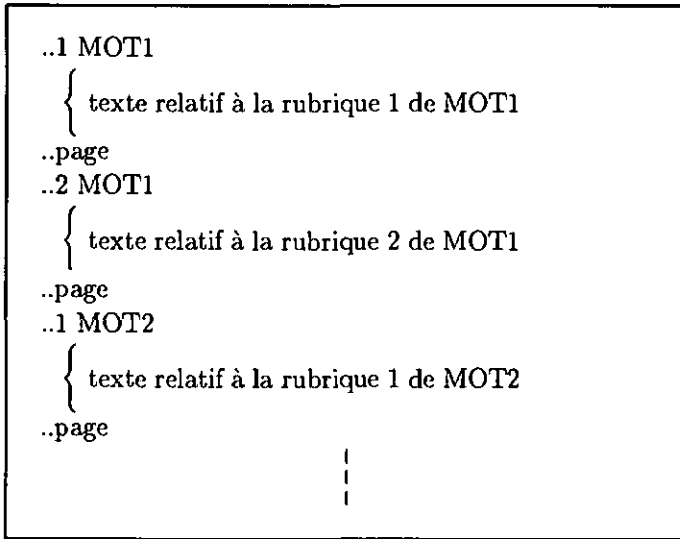 ..1 MOT1
texte relatif à la rubrique 1 de MOT1
..page
..2 MOT1
texte relatif à la rubrique 2 de MOT1
..page
..1 MOT2
texte relatif à la rubrique 1 de MOT2
..page